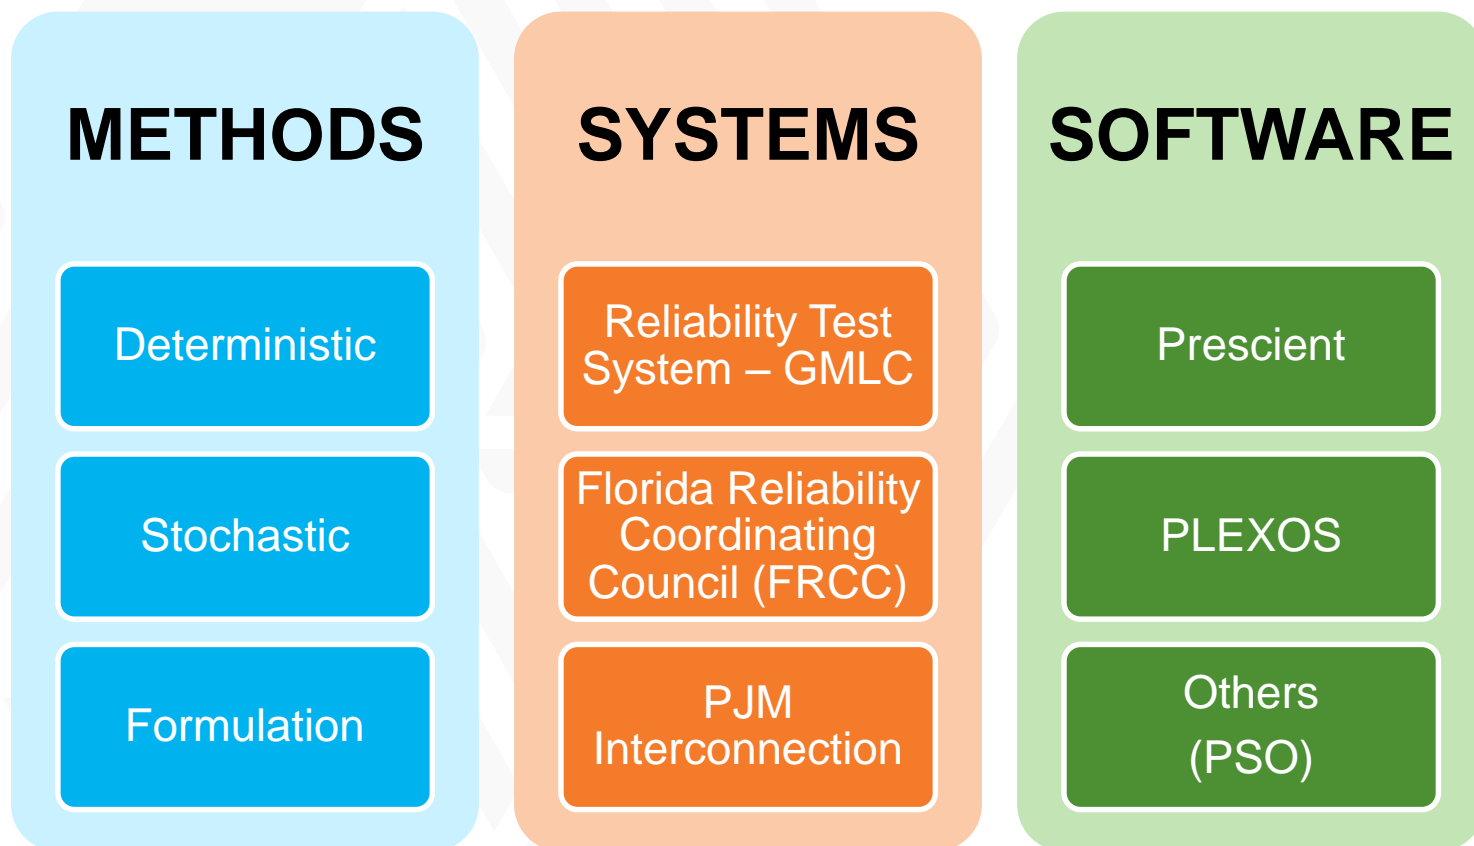 METHODS
Deterministic
Stochastic
Formulation
SYSTEMS
Reliability Test
System – GMLC
Florida Reliability
Coordinating
Council (FRCC)
PJM
Interconnection
SOFTWARE
Prescient
PLEXOS
Others
(PSO)